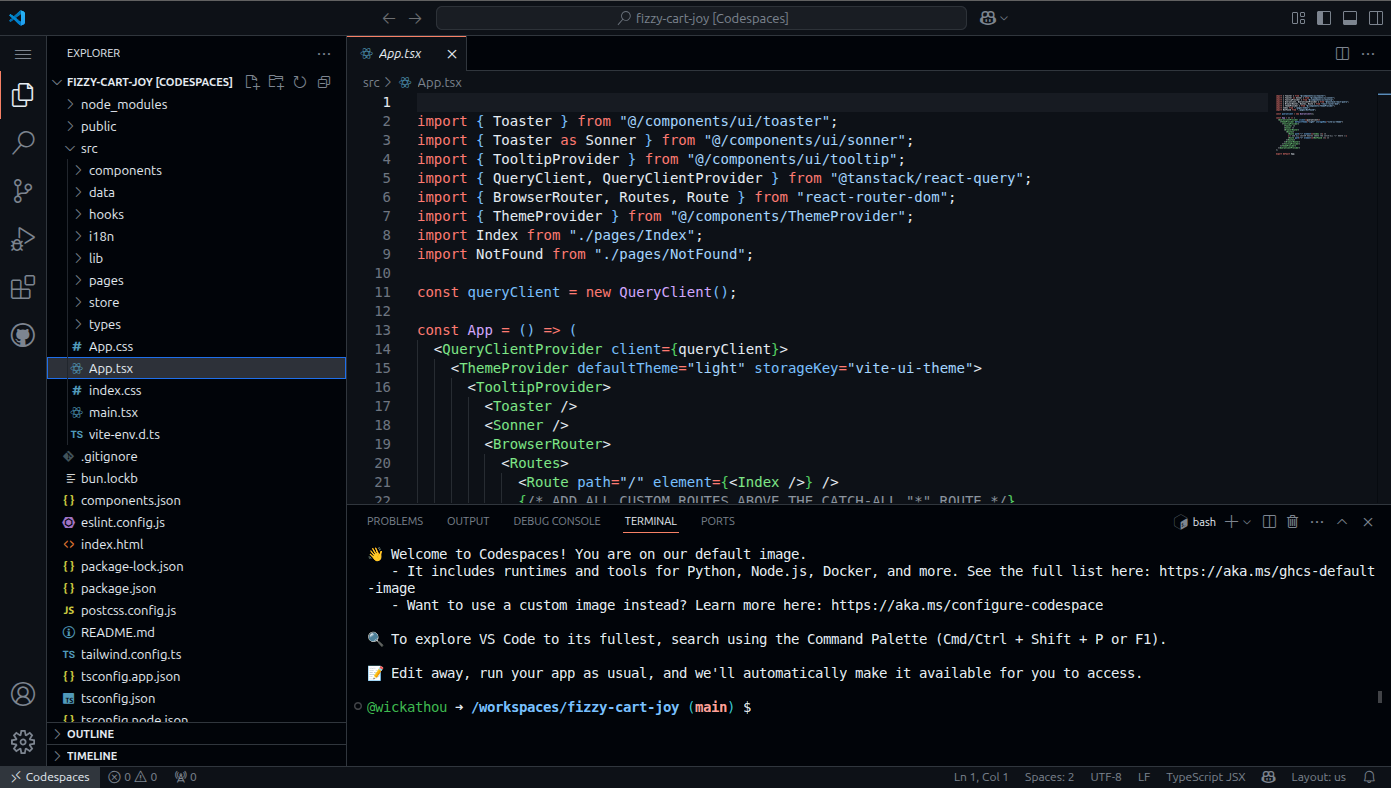 fizzy-cart-joy [Codespaces]
EXPLORER
FIZZY-CART-JOY [CODESPACES]
node_modules
public
src
components
data
hooks
i18n
lib
pages
store
types
# App.css
App.tsx
# index.css
main.tsx
TS vite-env.d.ts
.gitignore
bun.lockb
{} components.json
eslint.config.js
<> index.html
{} package-lock.json
{} package.json
JS postcss.config.js
README.md
TS tailwind.config.ts
{} tsconfig.app.json
TS tsconfig.json
{} tsconfig.node.json
OUTLINE
TIMELINE
App.tsx
src > App.tsx
1
2 import { Toaster } from "@/components/ui/toaster";
3 import { Toaster as Sonner } from "@/components/ui/sonner";
4 import { TooltipProvider } from "@/components/ui/tooltip";
5 import { QueryClient, QueryClientProvider } from "@tanstack/react-query";
6 import { BrowserRouter, Routes, Route } from "react-router-dom";
7 import { ThemeProvider } from "@/components/ThemeProvider";
8 import Index from "./pages/Index";
9 import NotFound from "./pages/NotFound";
10
11 const queryClient = new QueryClient();
12
13 const App = () => (
14 <QueryClientProvider client={queryClient}>
15 <ThemeProvider defaultTheme="light" storageKey="vite-ui-theme">
16 <TooltipProvider>
17 <Toaster />
18 <Sonner />
19 <BrowserRouter>
20 <Routes>
21 <Route path="/" element={<Index />} />
22 {/* ADD ALL CUSTOM ROUTES ABOVE THE CATCH-ALL "*" ROUTE */}
PROBLEMS OUTPUT DEBUG CONSOLE TERMINAL PORTS
bash
👋 Welcome to Codespaces! You are on our default image.
- It includes runtimes and tools for Python, Node.js, Docker, and more. See the full list here: https://aka.ms/ghcs-default
-image
- Want to use a custom image instead? Learn more here: https://aka.ms/configure-codespace
🔍 To explore VS Code to its fullest, search using the Command Palette (Cmd/Ctrl + Shift + P or F1).
📝 Edit away, run your app as usual, and we'll automatically make it available for you to access.
@wickathou ➜ /workspaces/fizzy-cart-joy (main) $
Codespaces 0 0 0 Ln 1, Col 1 Spaces: 2 UTF-8 LF TypeScript JSX Layout: us